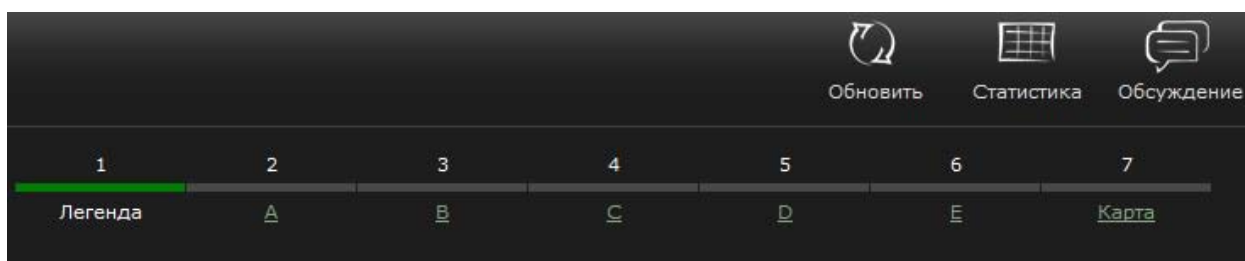 Обновить Статистика Обсуждение
1 2 3 4 5 6 7
Легенда A B C D E Карта